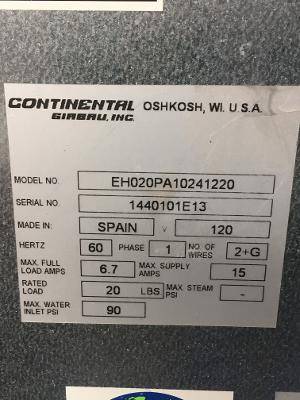 CONTINENTAL OSHKOSH, WI. U.S.A.
GIRBAU, INC.
MODEL NO. EH020PA10241220
SERIAL NO. 1440101E13
MADE IN: SPAIN V 120
HERTZ 60 PHASE 1 NO. OF WIRES 2+G
MAX. FULL LOAD AMPS 6.7 MAX. SUPPLY AMPS 15
RATED LOAD 20 LBS. MAX STEAM PSI -
MAX. WATER INLET PSI 90